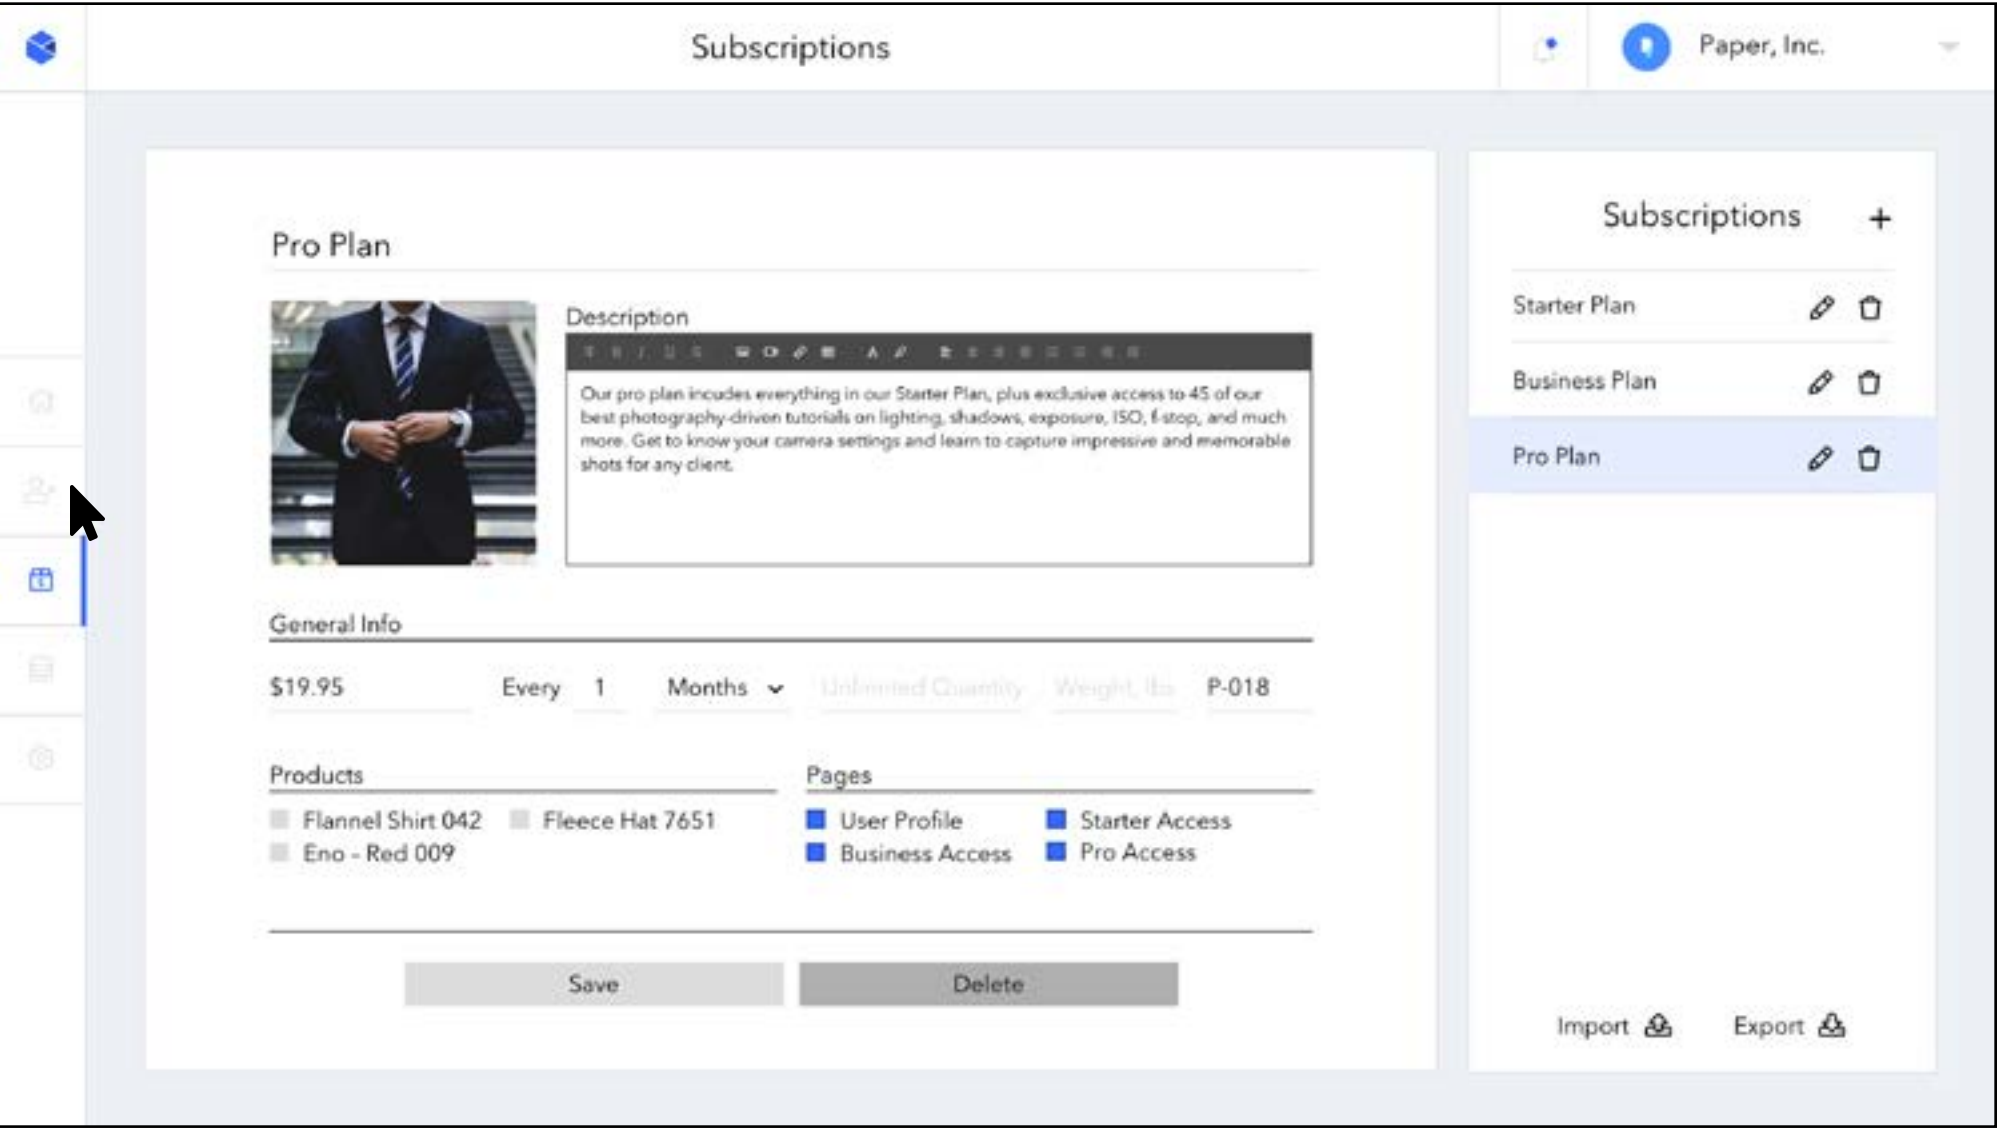 Subscriptions
Paper, Inc.
Pro Plan
Description
Our pro plan incudes everything in our Starter Plan, plus exclusive access to 45 of our
best photography-driven tutorials on lighting, shadows, exposure, ISO, f-stop, and much
more. Get to know your camera settings and learn to capture impressive and memorable
shots for any client.
General Info
$19.95 Every 1 Months Unlimited Quantity Weight, lbs P-018
Products
Flannel Shirt 042 Fleece Hat 7651
Eno - Red 009
Pages
User Profile Starter Access
Business Access Pro Access
Save Delete
Subscriptions +
Starter Plan
Business Plan
Pro Plan
Import Export